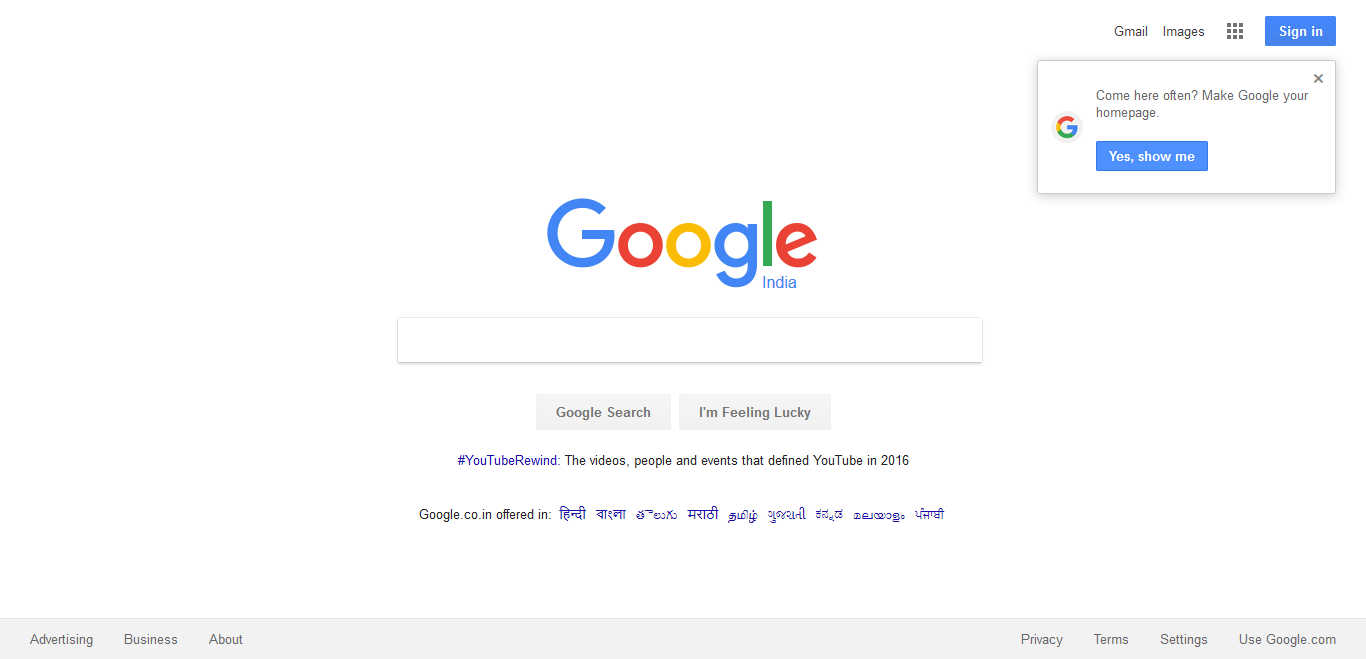 Gmail Images Sign in
Come here often? Make Google your
homepage.
Yes, show me
Google
India
Google Search I'm Feeling Lucky
#YouTubeRewind: The videos, people and events that defined YouTube in 2016
Google.co.in offered in: हिन्दी বাংলা తెలుగు मराठी தமிழ் ગુજરાતી ಕನ್ನಡ മലയാളം ਪੰਜਾਬੀ
Advertising Business About Privacy Terms Settings Use Google.com